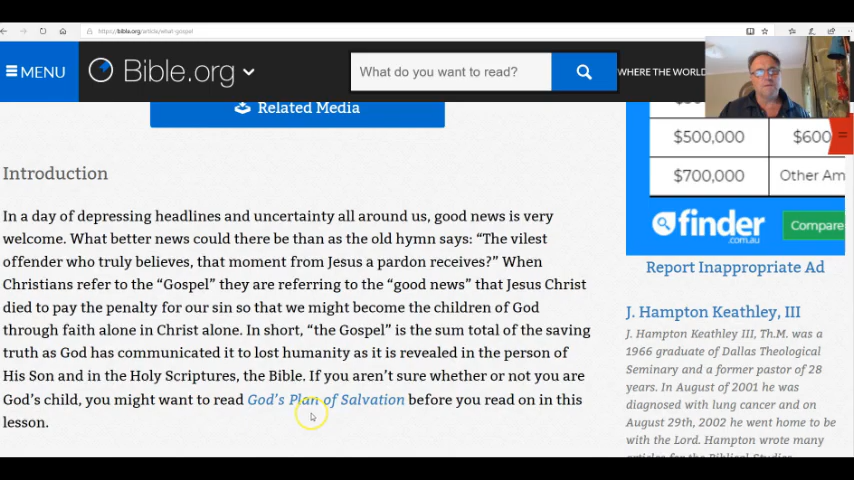 https://bible.org/article/what-gospel
MENU
Bible.org
What do you want to read?
WHERE THE WORLD
Related Media
$500,000
$600
$700,000
Other Am
finder
.com.au
Compare
Report Inappropriate Ad
Introduction
In a day of depressing headlines and uncertainty all around us, good news is very
welcome. What better news could there be than as the old hymn says: “The vilest
offender who truly believes, that moment from Jesus a pardon receives?” When
Christians refer to the “Gospel” they are referring to the “good news” that Jesus Christ
died to pay the penalty for our sin so that we might become the children of God
through faith alone in Christ alone. In short, “the Gospel” is the sum total of the saving
truth as God has communicated it to lost humanity as it is revealed in the person of
His Son and in the Holy Scriptures, the Bible. If you aren’t sure whether or not you are
God’s child, you might want to read God’s Plan of Salvation before you read on in this
lesson.
J. Hampton Keathley, III
J. Hampton Keathley III, Th.M. was a
1966 graduate of Dallas Theological
Seminary and a former pastor of 28
years. In August of 2001 he was
diagnosed with lung cancer and on
August 29th, 2002 he went home to
be with the Lord. Hampton wrote many
articles for the Biblical Studies